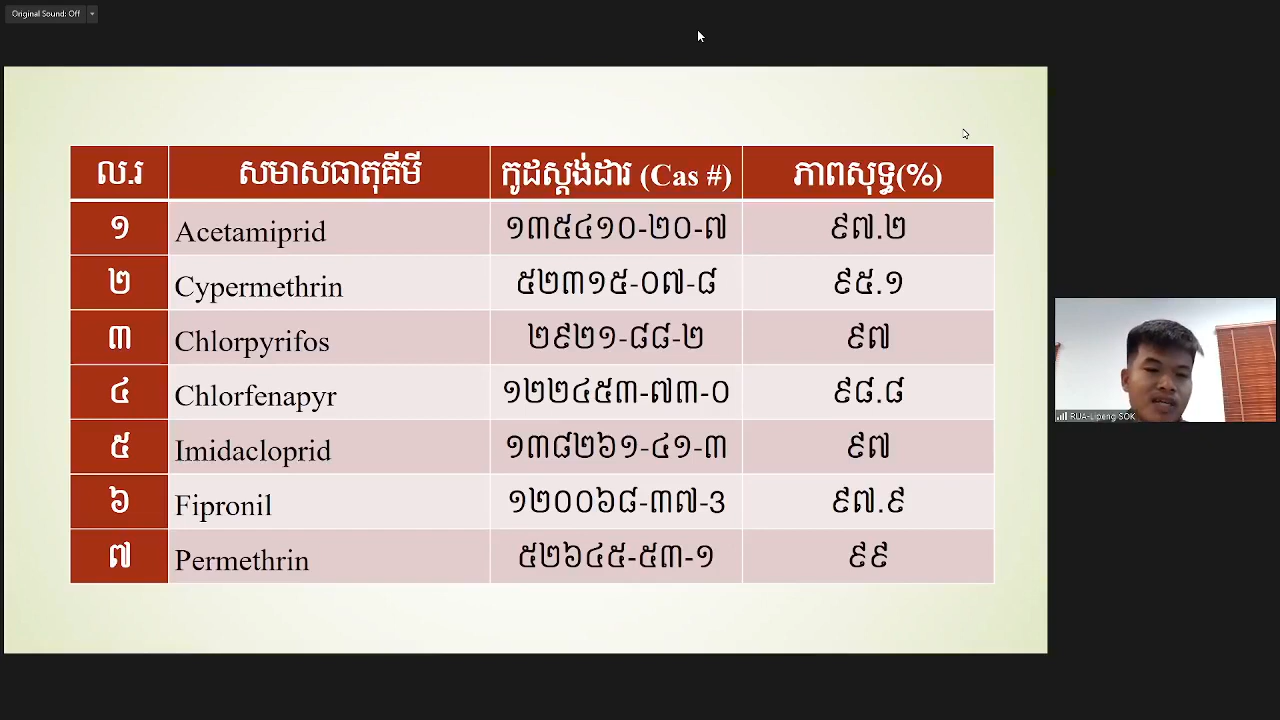 Original Sound: Off
ល.រ សមាសធាតុគីមី កូដស្តង់ដារ (Cas #) ភាពសុទ្ធ(%)
១ Acetamiprid ១៣៥៤១០-២០-៧ ៩៧.២
២ Cypermethrin ៥២៣១៥-០៧-៨ ៩៥.១
៣ Chlorpyrifos ២៩២១-៨៨-២ ៩៧
៤ Chlorfenapyr ១២២៤៥៣-៧៣-០ ៩៨.៨
៥ Imidacloprid ១៣៨២៦១-៤១-៣ ៩៧
៦ Fipronil ១២០០៦៨-៣៧-3 ៩៧.៩
៧ Permethrin ៥២៦៤៥-៥៣-១ ៩៩
RUA-Lipeng SOK